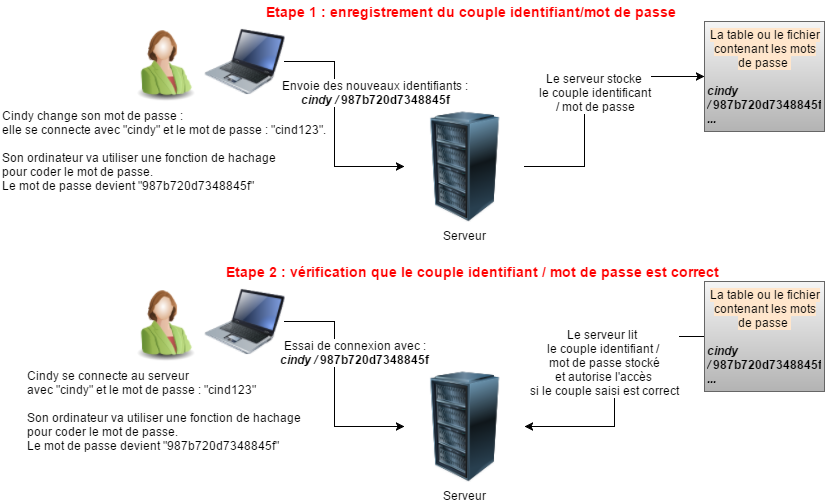 Etape 1 : enregistrement du couple identifiant/mot de passe
La table ou le fichier
contenant les mots
de passe
cindy
/987b720d7348845f
...
Envoie des nouveaux identifiants :
cindy / 987b720d7348845f
Le serveur stocke
le couple identificant
/ mot de passe
Cindy change son mot de passe :
elle se connecte avec "cindy" et le mot de passe : "cind123".
Son ordinateur va utiliser une fonction de hachage
pour coder le mot de passe.
Le mot de passe devient "987b720d7348845f"
Serveur
Etape 2 : vérification que le couple identifiant / mot de passe est correct
La table ou le fichier
contenant les mots
de passe
cindy
/ 987b720d7348845f
...
Essai de connexion avec :
cindy / 987b720d7348845f
Le serveur lit
le couple identifiant /
mot de passe stocké
et autorise l'accès
si le couple saisi est correct
Cindy se connecte au serveur
avec "cindy" et le mot de passe : "cind123"
Son ordinateur va utiliser une fonction de hachage
pour coder le mot de passe.
Le mot de passe devient "987b720d7348845f"
Serveur